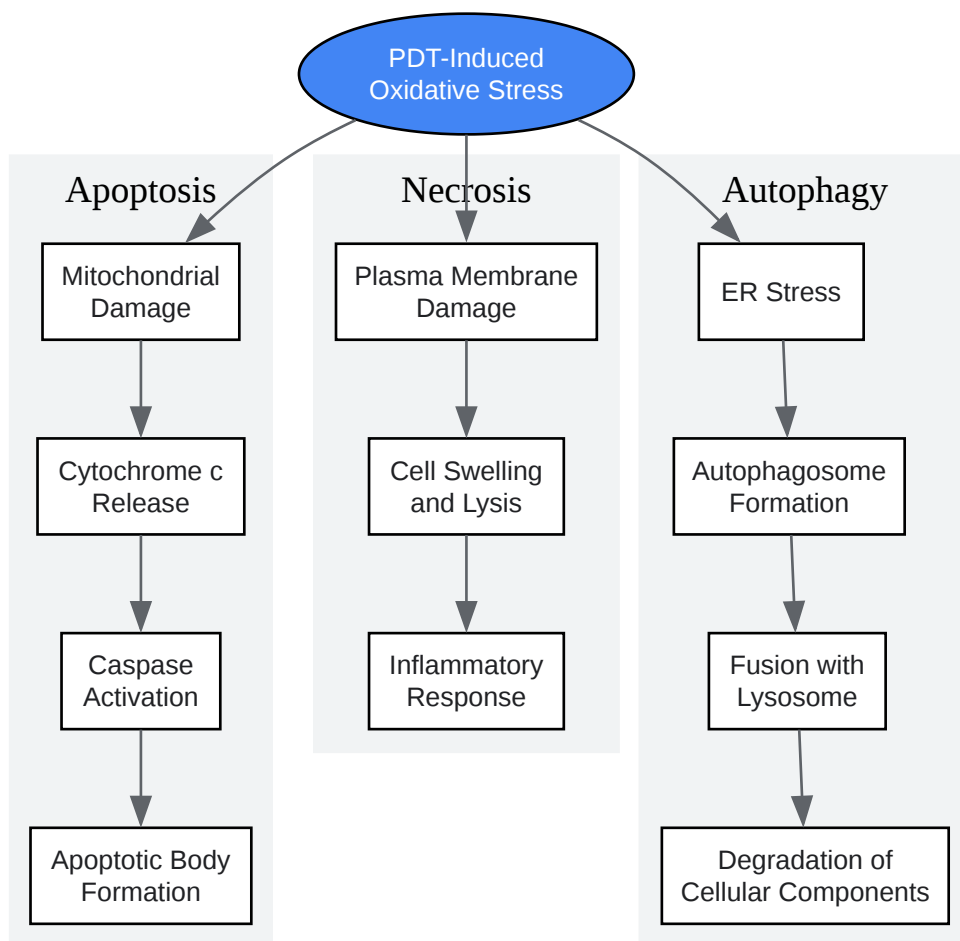 PDT-Induced
Oxidative Stress
Apoptosis
Mitochondrial
Damage
Cytochrome c
Release
Caspase
Activation
Apoptotic Body
Formation
Necrosis
Plasma Membrane
Damage
Cell Swelling
and Lysis
Inflammatory
Response
Autophagy
ER Stress
Autophagosome
Formation
Fusion with
Lysosome
Degradation of
Cellular Components